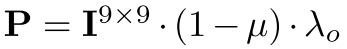 𝐏 = 𝐈^{9×9} · (1 − μ) · λ_o